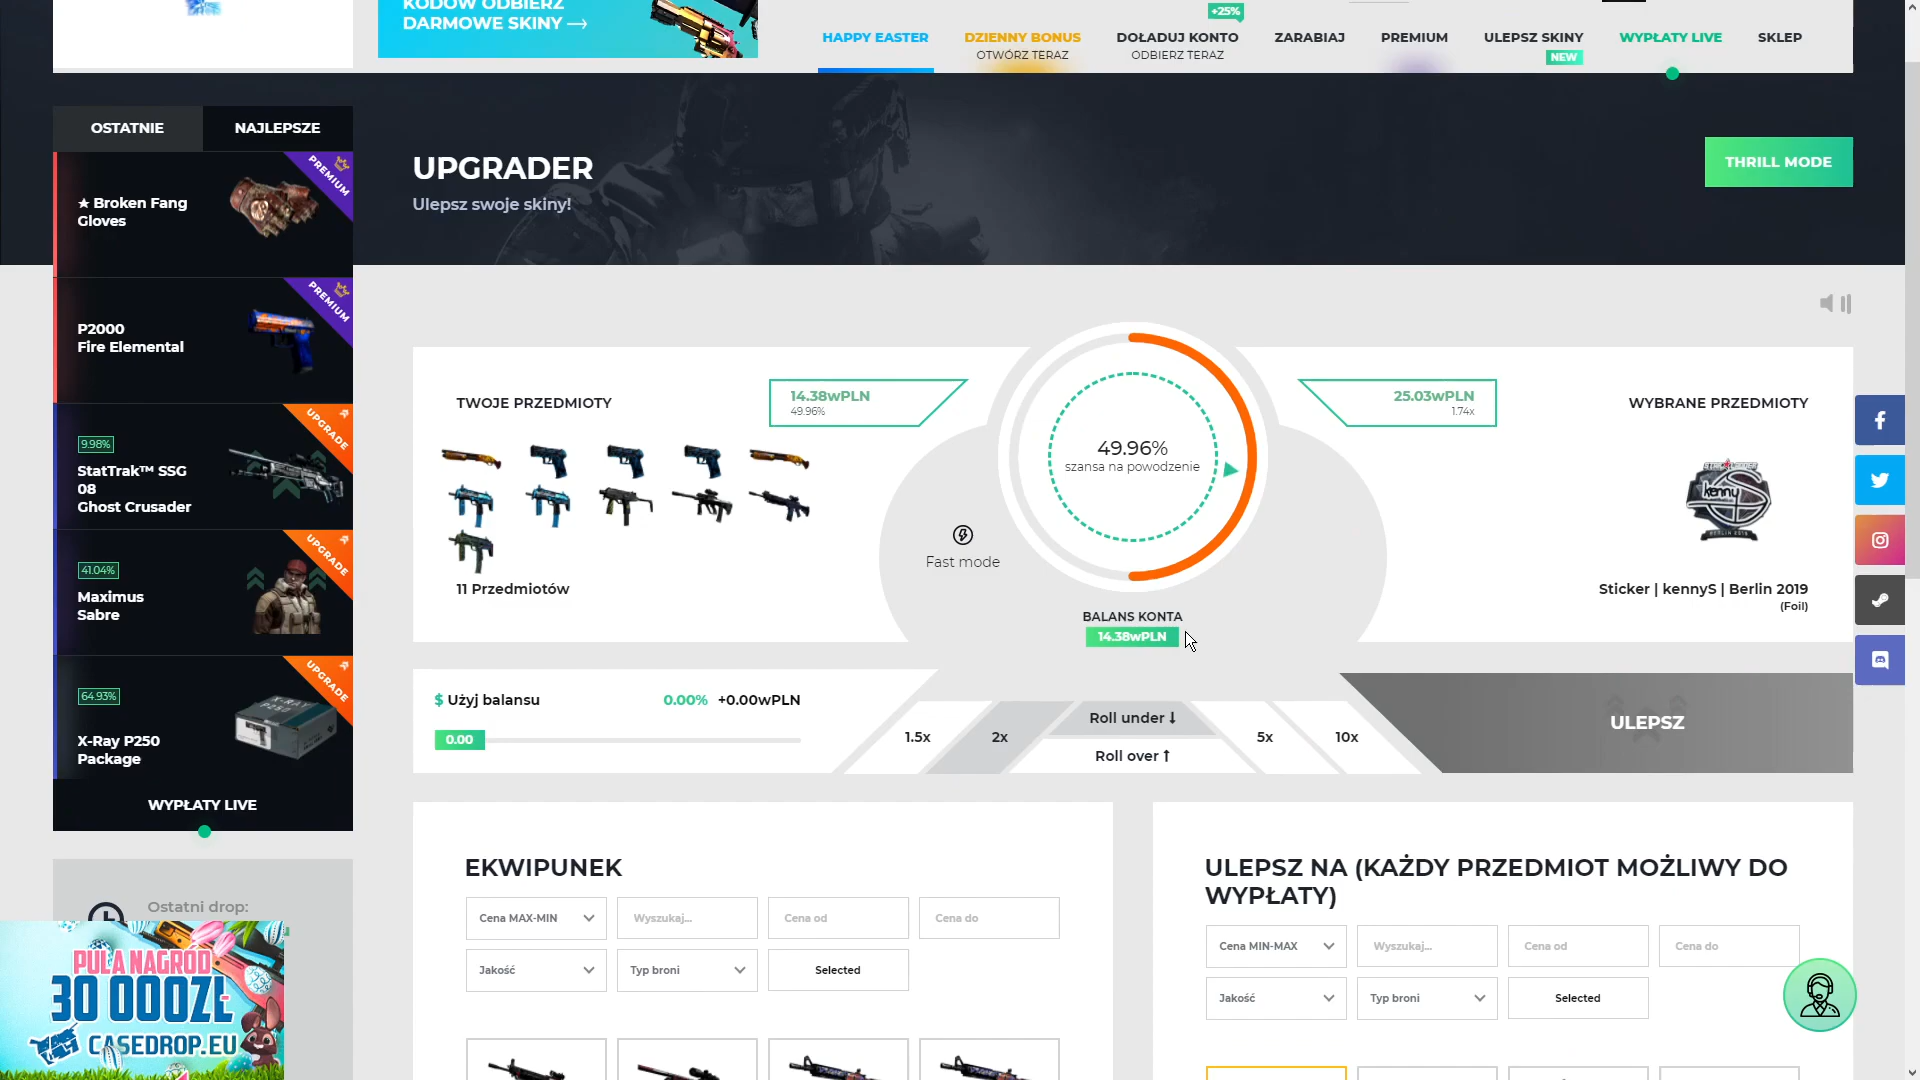 KODÓW ODBIERZ
DARMOWE SKINY
+25%
HAPPY EASTER
DZIENNY BONUS
OTWÓRZ TERAZ
DOŁADUJ KONTO
ODBIERZ TERAZ
ZARABIAJ
PREMIUM
ULEPSZ SKINY
NEW
WYPŁATY LIVE
SKLEP
OSTATNIE
NAJLEPSZE
PREMIUM
★ Broken Fang
Gloves
PREMIUM
P2000
Fire Elemental
UPGRADE
9.98%
StatTrak™ SSG
08
Ghost Crusader
UPGRADE
41.04%
Maximus
Sabre
UPGRADE
64.93%
X-RAY
P250
X-Ray P250
Package
WYPŁATY LIVE
Ostatni drop:
PULA NAGRÓD
30 000ZŁ
CASEDROP.EU
UPGRADER
Ulepsz swoje skiny!
THRILL MODE
TWOJE PRZEDMIOTY
14.38wPLN
49.96%
11 Przedmiotów
Fast mode
49.96%
szansa na powodzenie
BALANS KONTA
14.38wPLN
25.03wPLN
1.74x
WYBRANE PRZEDMIOTY
kennyS
BERLIN 2019
Sticker | kennyS | Berlin 2019
(Foil)
$ Użyj balansu
0.00% +0.00wPLN
0.00
1.5x
2x
Roll under
Roll over
5x
10x
ULEPSZ
EKWIPUNEK
Cena MAX-MIN
Wyszukaj...
Cena od
Cena do
Jakość
Typ broni
Selected
ULEPSZ NA (KAŻDY PRZEDMIOT MOŻLIWY DO
WYPŁATY)
Cena MIN-MAX
Wyszukaj...
Cena od
Cena do
Jakość
Typ broni
Selected